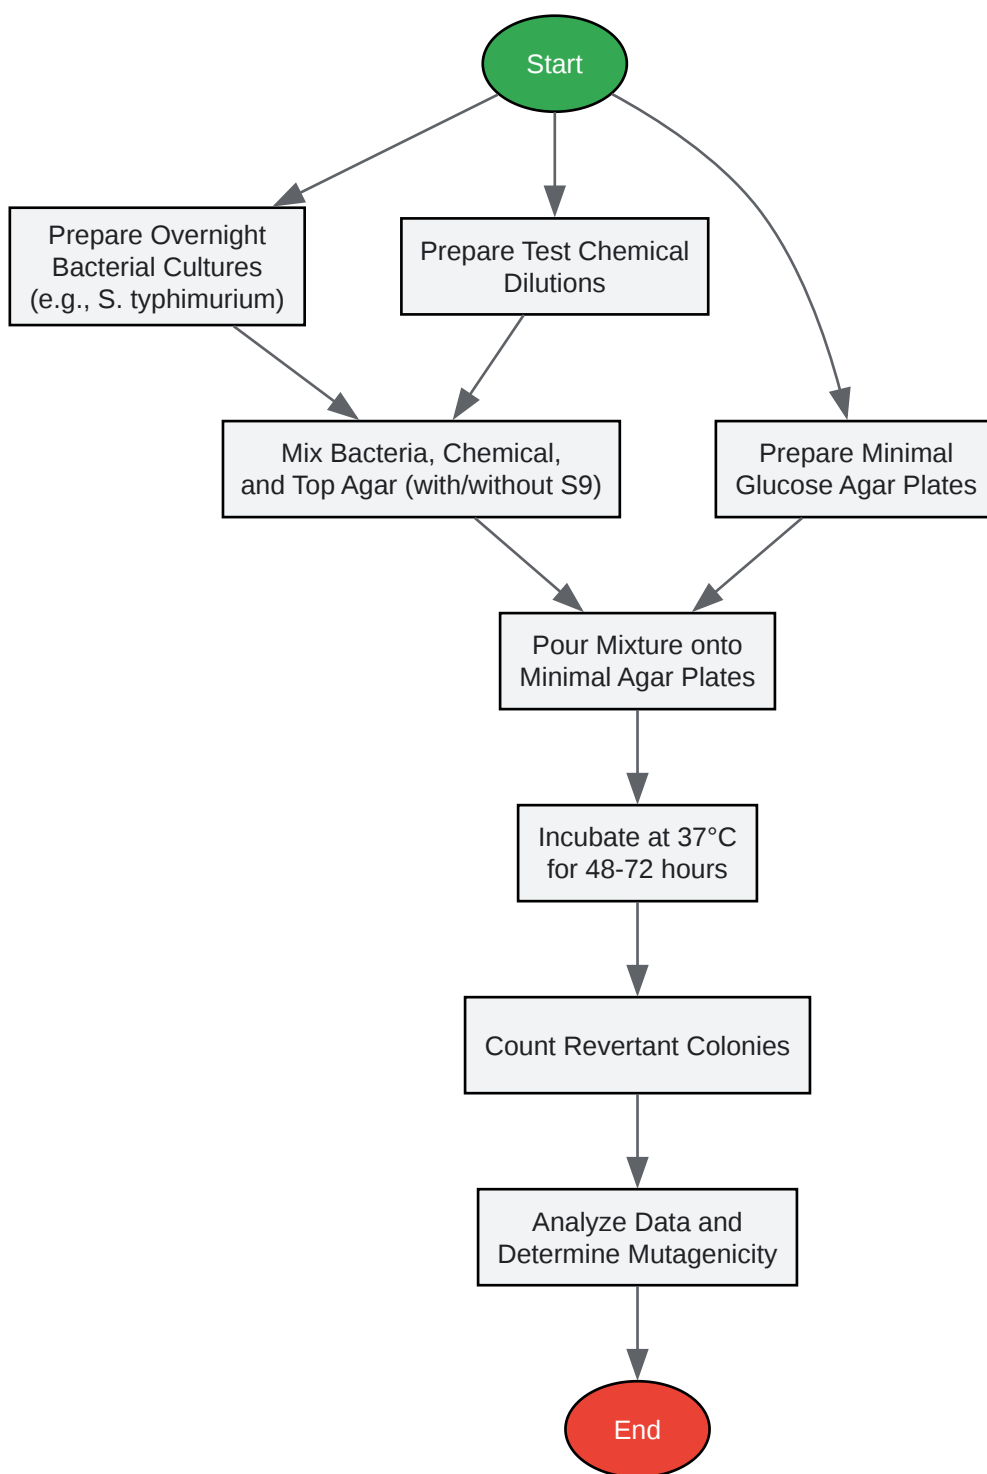 Start
Prepare Overnight
Bacterial Cultures
(e.g., S. typhimurium)
Prepare Test Chemical
Dilutions
Mix Bacteria, Chemical,
and Top Agar (with/without S9)
Prepare Minimal
Glucose Agar Plates
Pour Mixture onto
Minimal Agar Plates
Incubate at 37°C
for 48-72 hours
Count Revertant Colonies
Analyze Data and
Determine Mutagenicity
End